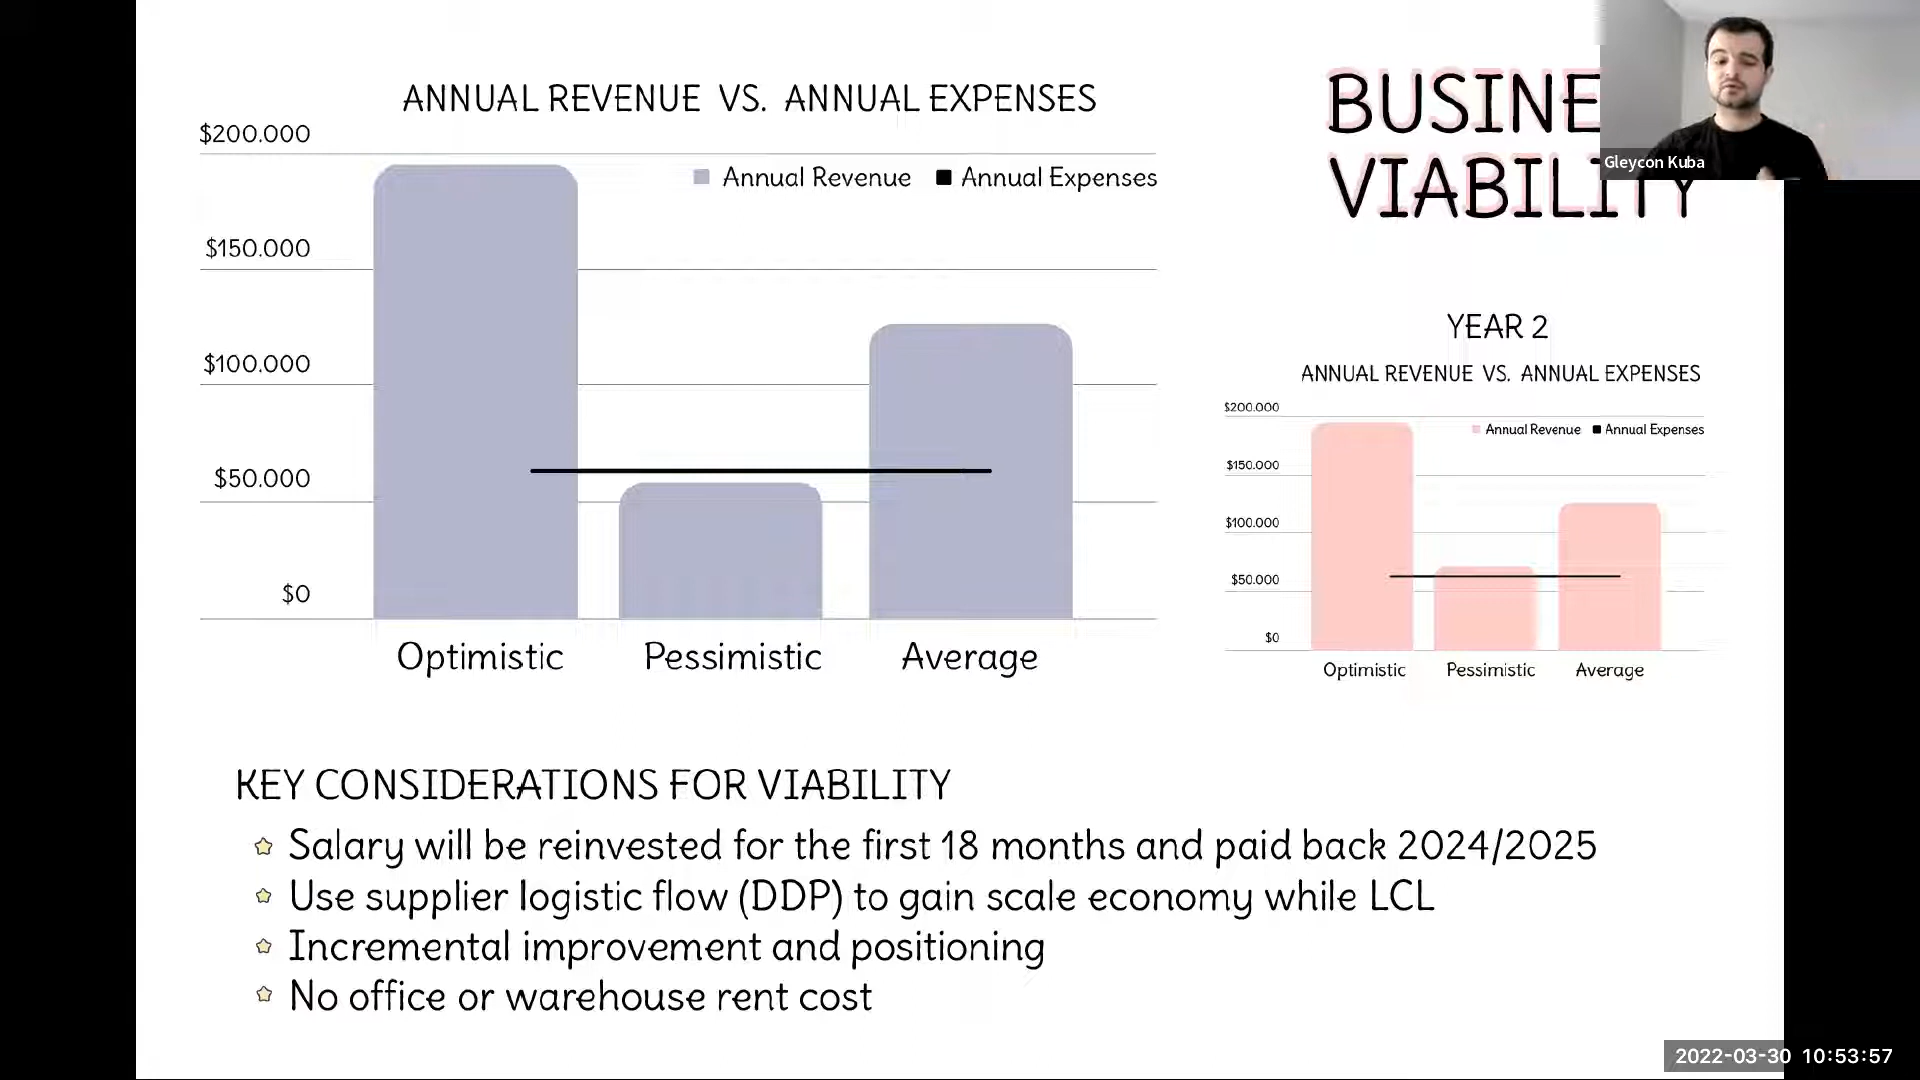 ANNUAL REVENUE VS. ANNUAL EXPENSES
$200.000
Annual Revenue
Annual Expenses
$150.000
$100.000
$50.000
$0
Optimistic
Pessimistic
Average
VIABILITY
Gleycon Kuba
YEAR 2
ANNUAL REVENUE VS. ANNUAL EXPENSES
$200.000
Annual Revenue
Annual Expenses
$150.000
$100.000
$50.000
$0
Optimistic
Pessimistic
Average
KEY CONSIDERATIONS FOR VIABILITY
Salary will be reinvested for the first 18 months and paid back 2024/2025
Use supplier logistic flow (DDP) to gain scale economy while LCL
Incremental improvement and positioning
No office or warehouse rent cost
2022-03-30 10:53:57